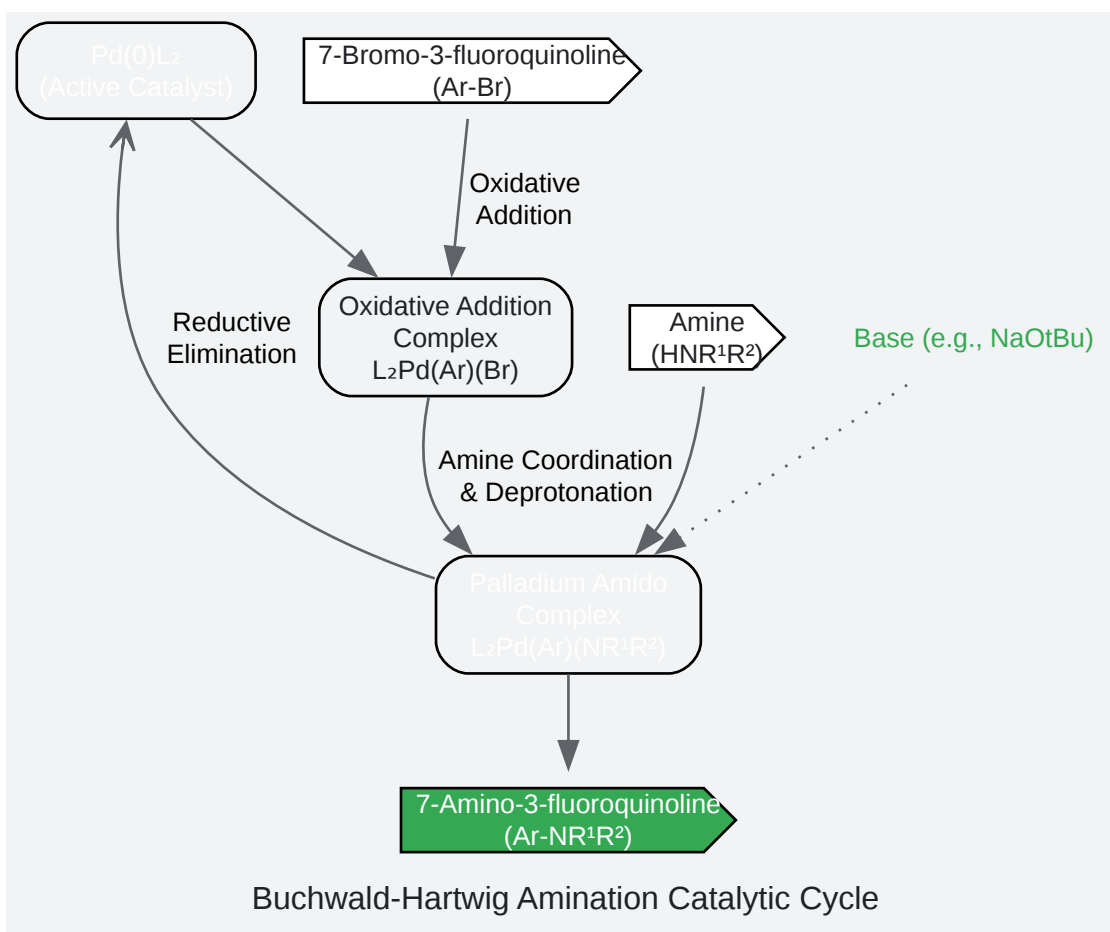 Pd(0)L₂
(Active Catalyst)
7-Bromo-3-fluoroquinoline
(Ar-Br)
Oxidative
Addition
Oxidative Addition
Complex
L₂Pd(Ar)(Br)
Amine
(HNR¹R²)
Base (e.g., NaOtBu)
Reductive
Elimination
Amine Coordination
& Deprotonation
Palladium Amido
Complex
L₂Pd(Ar)(NR¹R²)
7-Amino-3-fluoroquinoline
(Ar-NR¹R²)
Buchwald-Hartwig Amination Catalytic Cycle